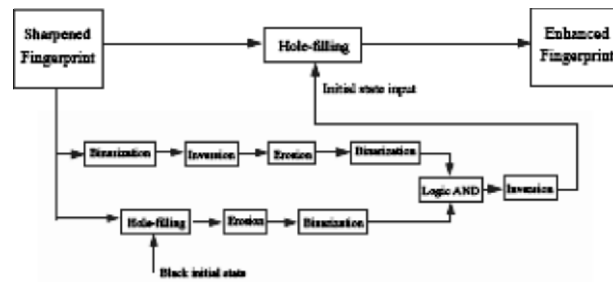 Sharpened
Fingerprint
Hole-filling
Enhanced
Fingerprint
Initial state input
Binarization
Inversion
Erosion
Binarization
Logic AND
Inversion
Hole-filling
Erosion
Binarization
Black initial state